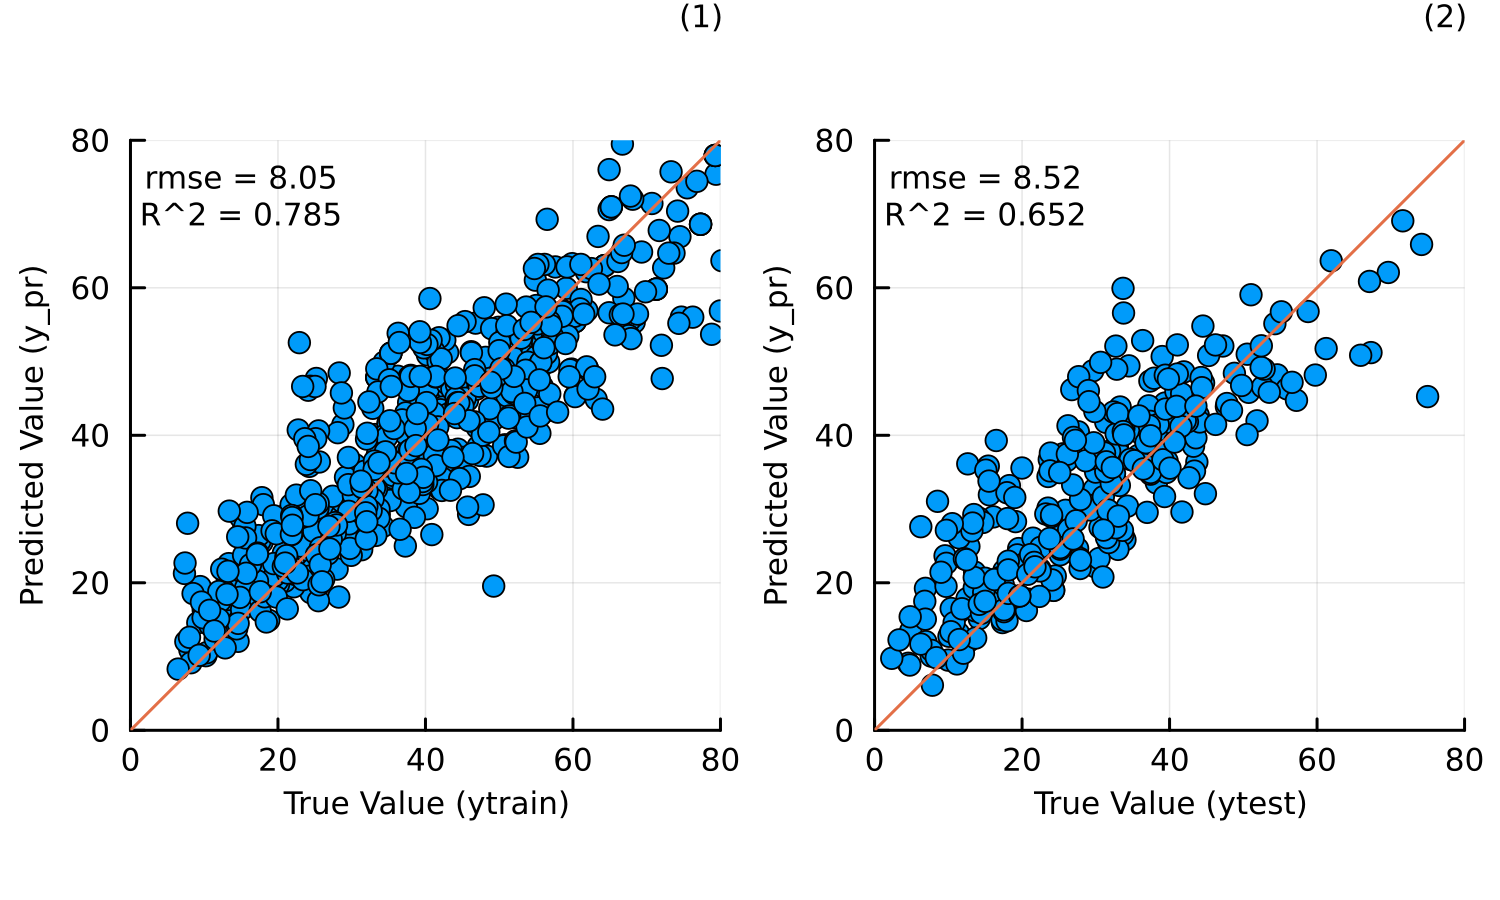 (1)
80
60
40
20
0
rmse = 8.05
R^2 = 0.785
Predicted Value (y_pr)
0 20 40 60 80
True Value (ytrain)
(2)
80
60
40
20
0
rmse = 8.52
R^2 = 0.652
Predicted Value (y_pr)
0 20 40 60 80
True Value (ytest)